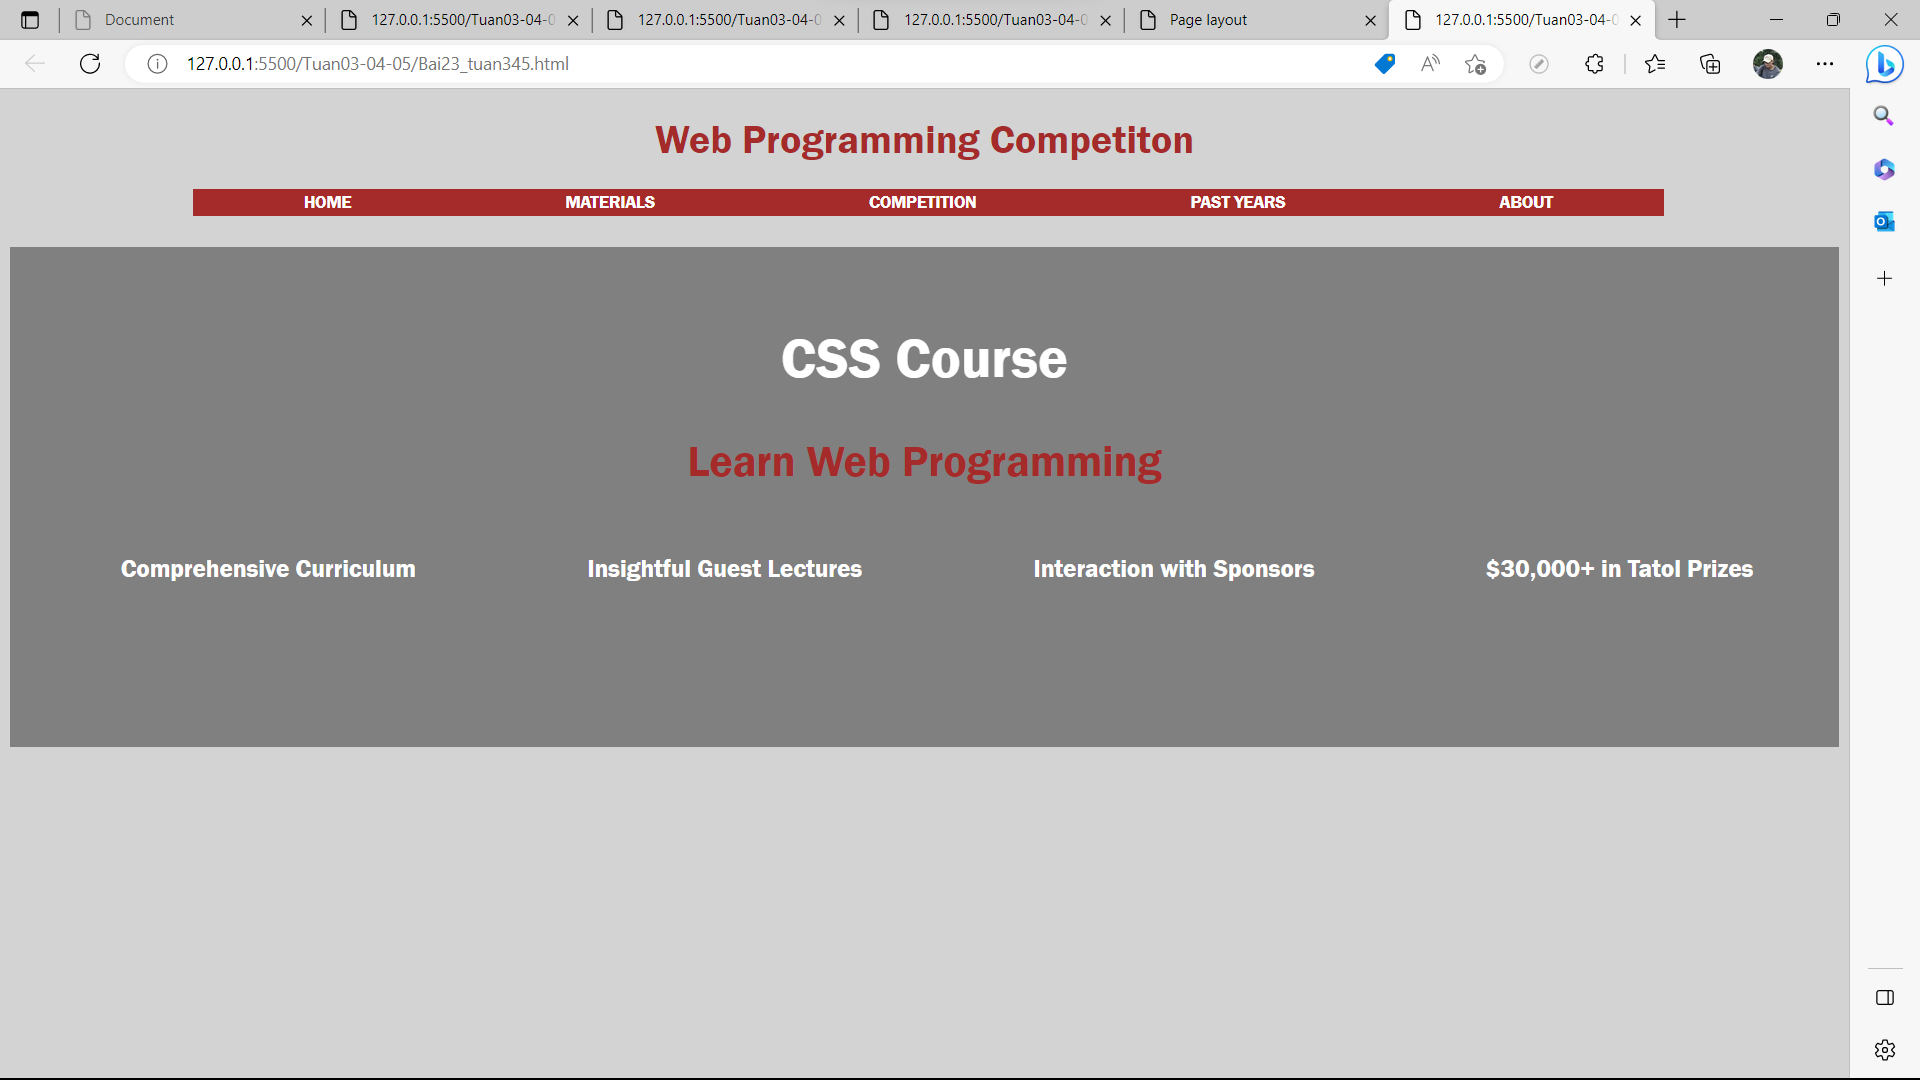 Document 127.0.0.1:5500/Tuan03-04-0 127.0.0.1:5500/Tuan03-04-0 127.0.0.1:5500/Tuan03-04-0 Page layout 127.0.0.1:5500/Tuan03-04-0
127.0.0.1:5500/Tuan03-04-05/Bai23_tuan345.html
Web Programming Competiton
HOME MATERIALS COMPETITION PAST YEARS ABOUT
CSS Course
Learn Web Programming
Comprehensive Curriculum Insightful Guest Lectures Interaction with Sponsors $30,000+ in Tatol Prizes